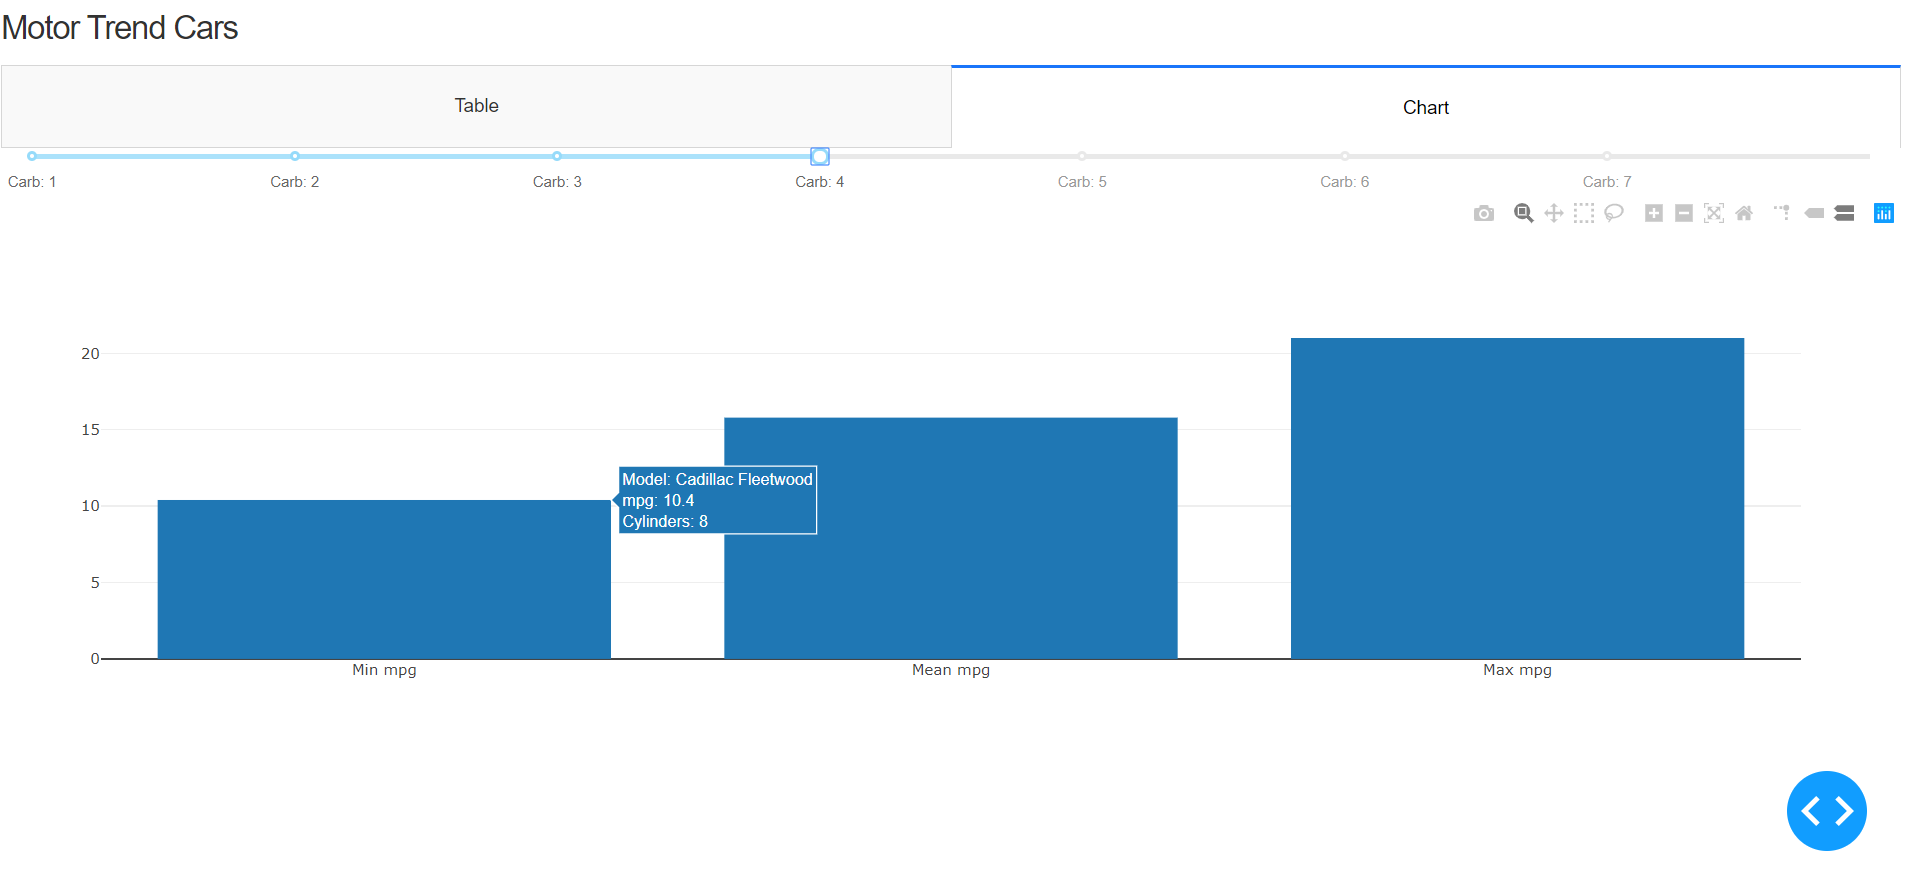 Motor Trend Cars
Table
Chart
Carb: 1
Carb: 2
Carb: 3
Carb: 4
Carb: 5
Carb: 6
Carb: 7
20
15
10
5
0
Model: Cadillac Fleetwood
mpg: 10.4
Cylinders: 8
Min mpg
Mean mpg
Max mpg